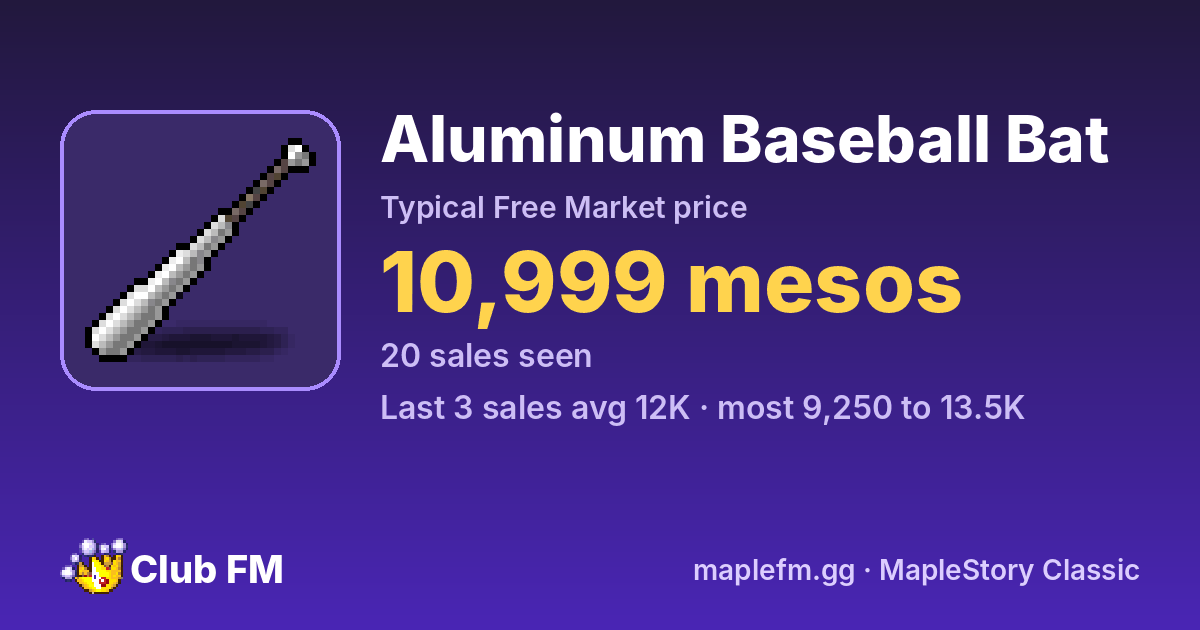 Aluminum Baseball Bat
Typical Free Market price
10,999 mesos
20 sales seen
Last 3 sales avg 12K · most 9,250 to 13.5K
Club FM
maplefm.gg · MapleStory Classic